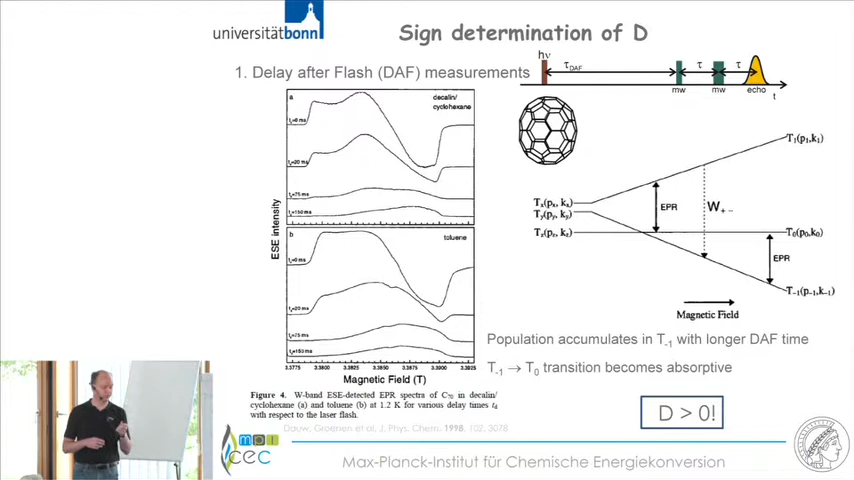 universitätbonn
Sign determination of D
1. Delay after Flash (DAF) measurements
hν
τDAF
τ
τ
mw
mw
echo
t
a
decalin/
cyclohexane
t_d=0 ms
t_d=20 ms
t_d=75 ms
t_d=150 ms
b
toluene
t_d=0 ms
t_d=20 ms
t_d=75 ms
t_d=150 ms
ESE intensity
3.3775 3.3800 3.3825 3.3850 3.3875 3.3900 3.3925
Magnetic Field (T)
T₁(p₁,k₁)
Tₓ(pₓ, kₓ)
T_y(p_y, k_y)
T_z(p_z, k_z)
EPR
W₊₋
T₀(p₀,k₀)
EPR
T₋₁(p₋₁,k₋₁)
Magnetic Field
Population accumulates in T₋₁ with longer DAF time
T₋₁ → T₀ transition becomes absorptive
Figure 4. W-band ESE-detected EPR spectra of C₇₀ in decalin/
cyclohexane (a) and toluene (b) at 1.2 K for various delay times t_d
with respect to the laser flash.
Dauw, Groenen et al. J. Phys. Chem. 1998, 102, 3078
D > 0!
mpi
cec
Max-Planck-Institut für Chemische Energiekonversion